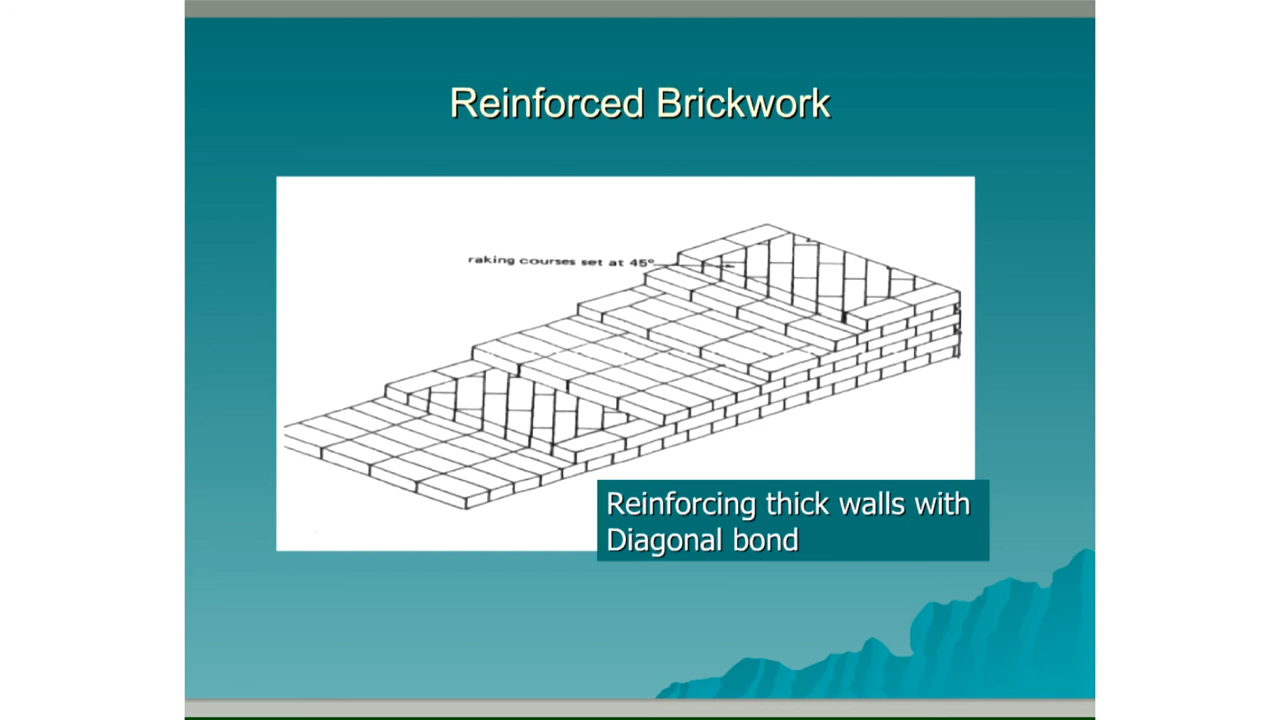 Reinforced Brickwork
raking courses set at 45°
Reinforcing thick walls with
Diagonal bond